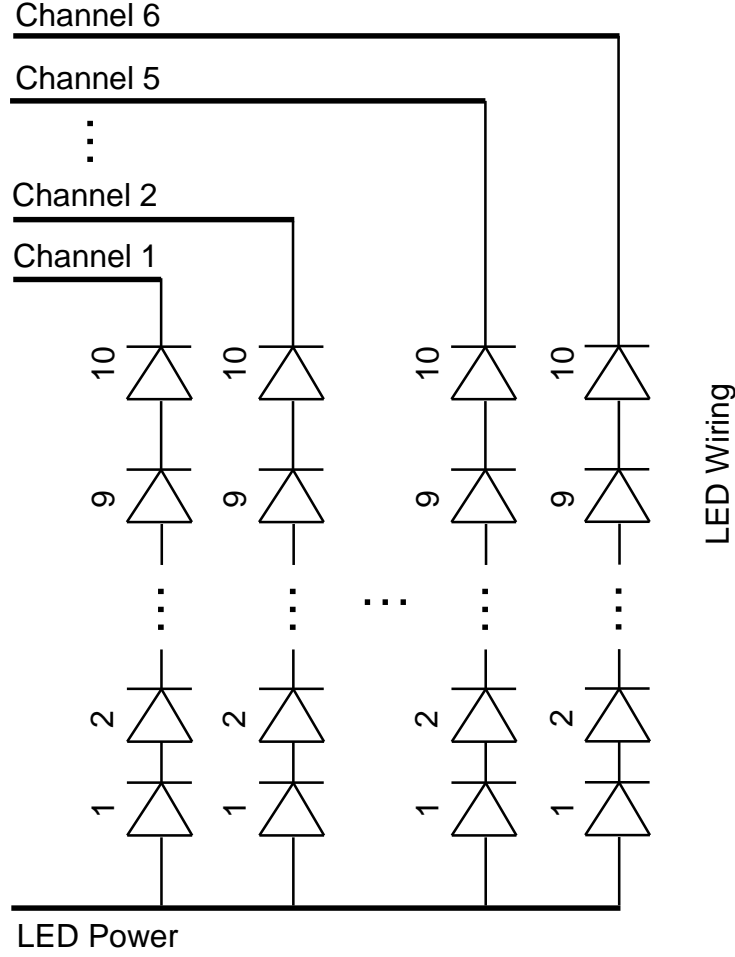 Channel 6
Channel 5
Channel 2
Channel 1
10 10 10 10
9 9 9 9
LED Wiring
2 2 2 2
1 1 1 1
LED Power